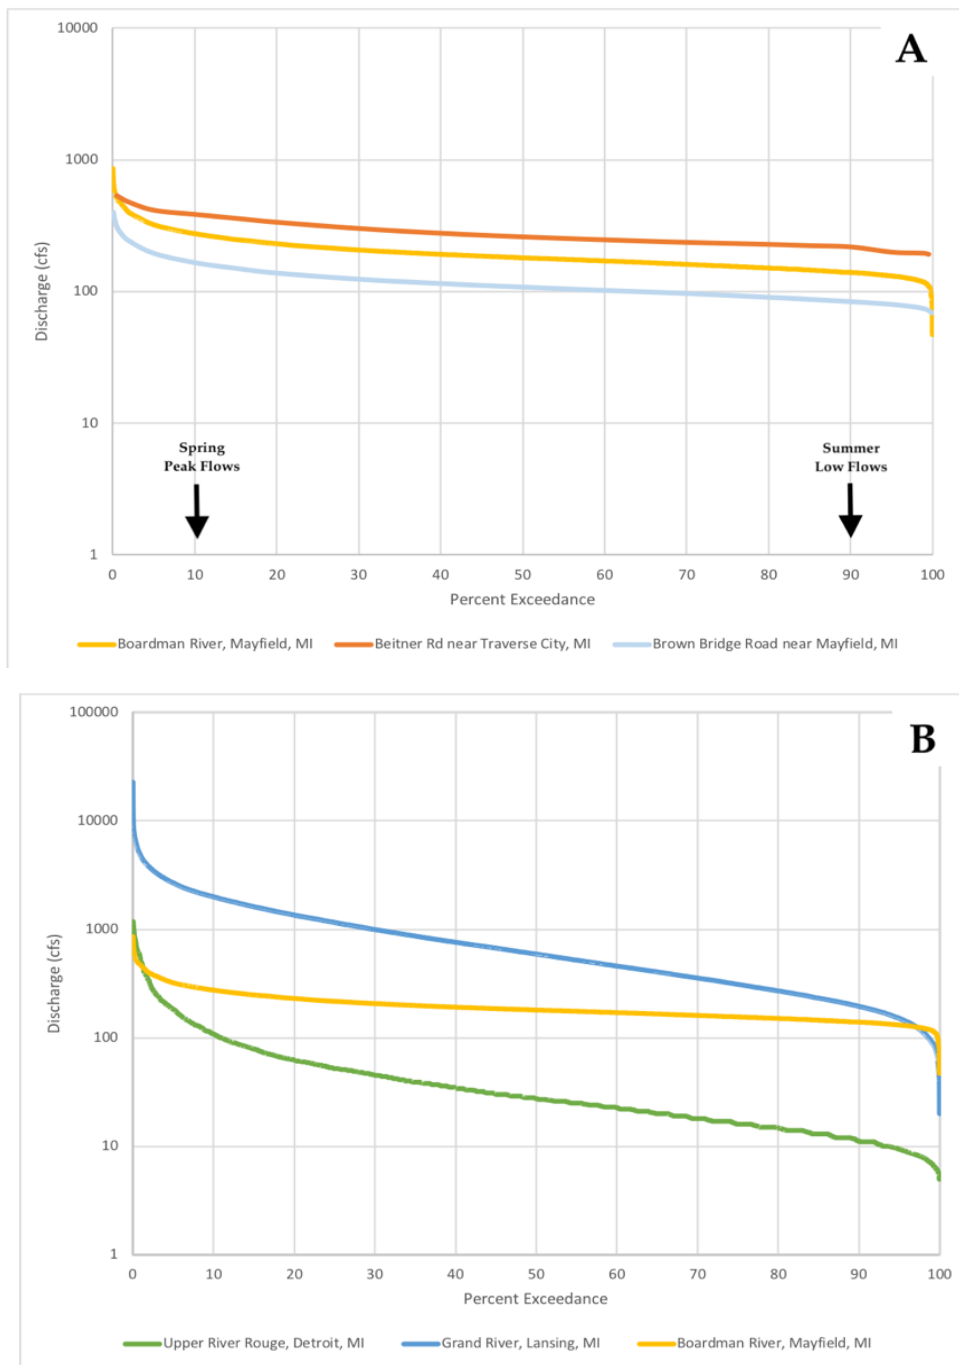 A
10000
1000
100
10
1
Discharge (cfs)
Spring
Peak Flows
Summer
Low Flows
0 10 20 30 40 50 60 70 80 90 100
Percent Exceedance
Boardman River, Mayfield, MI Beitner Rd near Traverse City, MI Brown Bridge Road near Mayfield, MI
B
100000
10000
1000
100
10
1
Discharge (cfs)
0 10 20 30 40 50 60 70 80 90 100
Percent Exceedance
Upper River Rouge, Detroit, MI Grand River, Lansing, MI Boardman River, Mayfield, MI